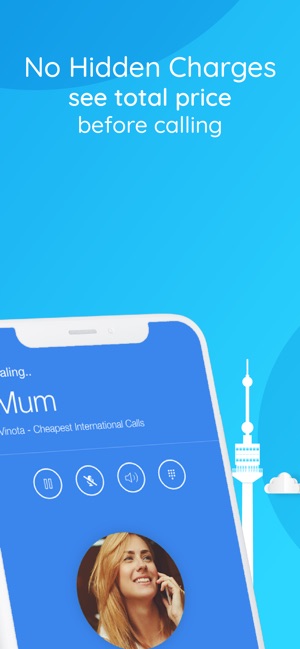 No Hidden Charges
see total price
before calling
aling..
Mum
Vinota - Cheapest International Calls